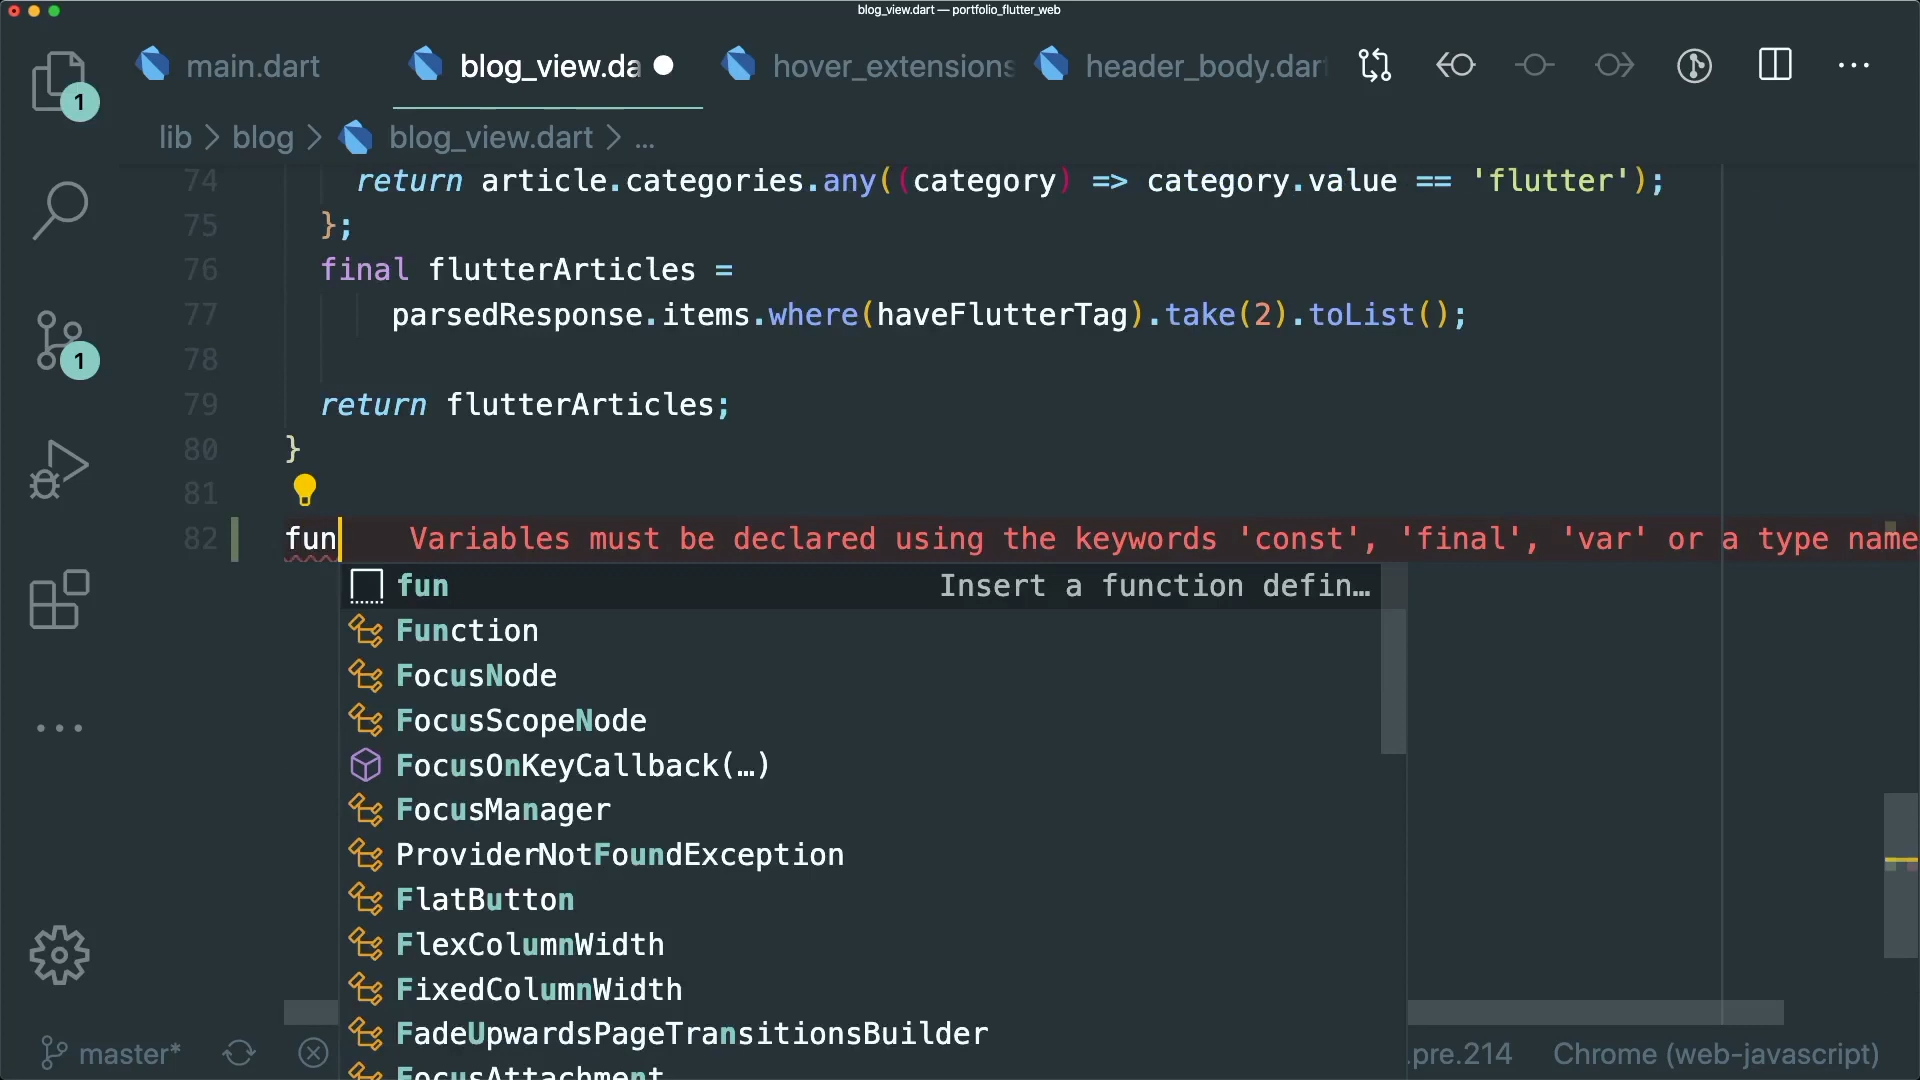 blog_view.dart — portfolio_flutter_web
main.dart
blog_view.da
hover_extensions
header_body.dar
1
lib > blog > blog_view.dart > ...
74 return article.categories.any((category) => category.value == 'flutter');
75 };
76 final flutterArticles =
77 parsedResponse.items.where(haveFlutterTag).take(2).toList();
78
79 return flutterArticles;
80 }
81
82 fun Variables must be declared using the keywords 'const', 'final', 'var' or a type name
1
fun Insert a function defin…
Function
FocusNode
FocusScopeNode
FocusOnKeyCallback(…)
FocusManager
ProviderNotFoundException
FlatButton
FlexColumnWidth
FixedColumnWidth
FadeUpwardsPageTransitionsBuilder
FocusAttachment
master*
.pre.214
Chrome (web-javascript)